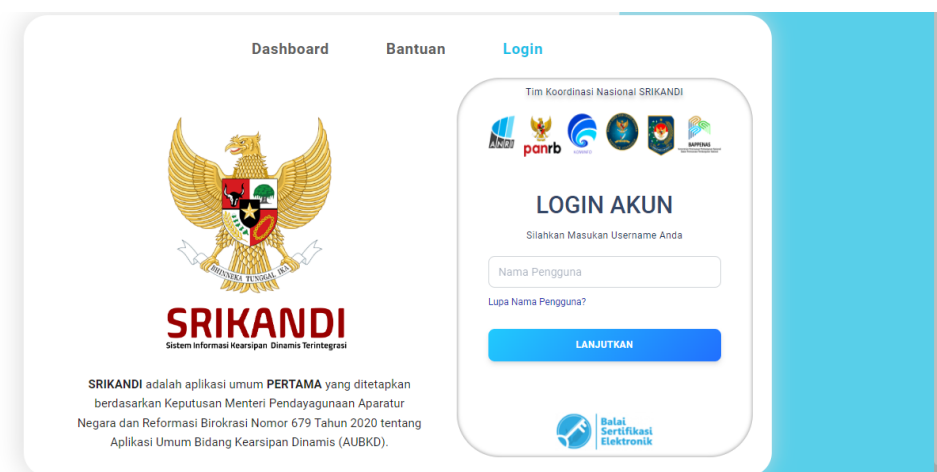 Dashboard Bantuan Login
Tim Koordinasi Nasional SRIKANDI
ANRI panrb BAPPENAS
LOGIN AKUN
Silahkan Masukan Username Anda
Nama Pengguna
Lupa Nama Pengguna?
LANJUTKAN
Balai
Sertifikasi
Elektronik
BHINNEKA TUNGGAL IKA
SRIKANDI
Sistem Informasi Kearsipan Dinamis Terintegrasi
SRIKANDI adalah aplikasi umum PERTAMA yang ditetapkan
berdasarkan Keputusan Menteri Pendayagunaan Aparatur
Negara dan Reformasi Birokrasi Nomor 679 Tahun 2020 tentang
Aplikasi Umum Bidang Kearsipan Dinamis (AUBKD).